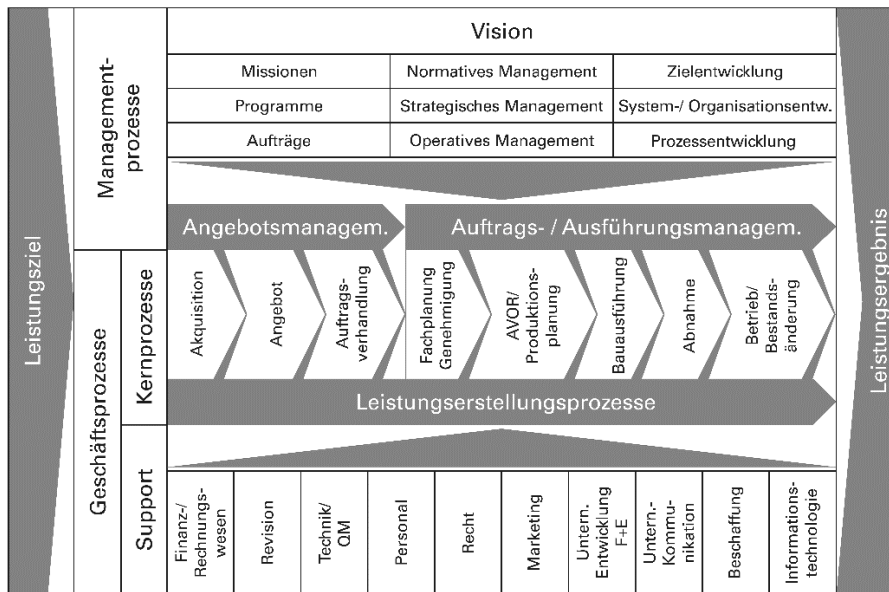 Leistungsziel
Management-
prozesse
Vision
Missionen
Normatives Management
Zielentwicklung
Programme
Strategisches Management
System-/ Organisationsentw.
Aufträge
Operatives Management
Prozessentwicklung
Angebotsmanagem.
Auftrags- / Ausführungsmanagem.
Geschäftsprozesse
Kernprozesse
Akquisition
Angebot
Auftrags-
verhandlung
Fachplanung
Genehmigung
AVOR/
Produktions-
planung
Bauausführung
Abnahme
Betrieb/
Bestands-
änderung
Leistungserstellungsprozesse
Support
Finanz-/
Rechnungs-
wesen
Revision
Technik/
QM
Personal
Recht
Marketing
Untern.
Entwicklung
F+E
Untern.-
Kommu-
nikation
Beschaffung
Informations-
technologie
Leistungsergebnis